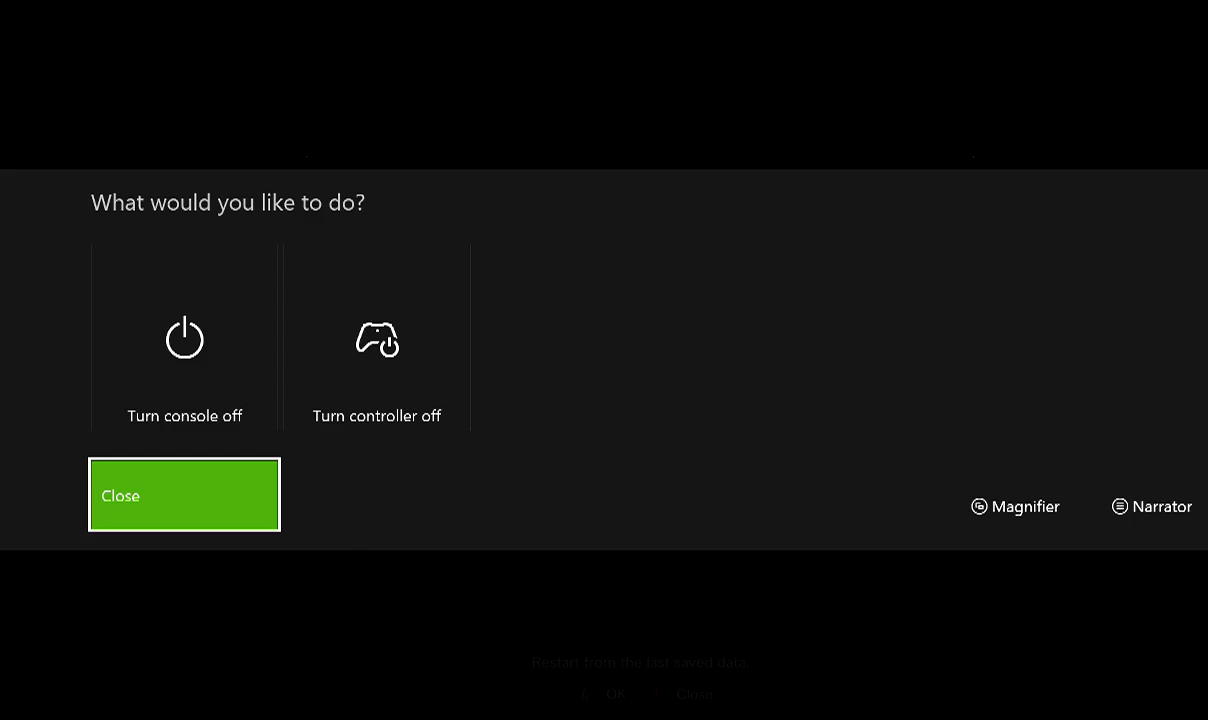 What would you like to do?
Turn console off
Turn controller off
Close
Magnifier
Narrator
Restart from the last saved data.
OK
Close